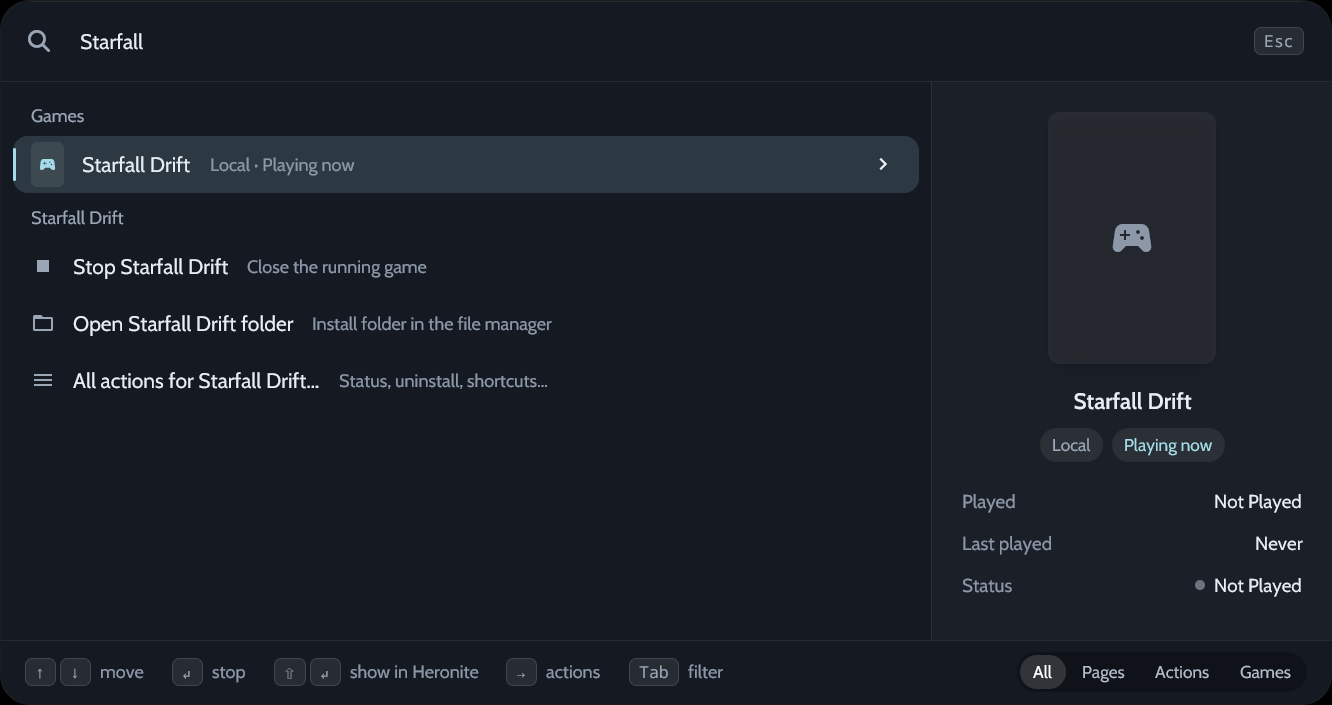 Starfall
Esc
Games
Starfall Drift Local · Playing now
Starfall Drift
Stop Starfall Drift Close the running game
Open Starfall Drift folder Install folder in the file manager
All actions for Starfall Drift... Status, uninstall, shortcuts...
Starfall Drift
Local Playing now
Played Not Played
Last played Never
Status Not Played
↑ ↓ move ↵ stop ⇧ ↵ show in Heronite → actions Tab filter
All Pages Actions Games